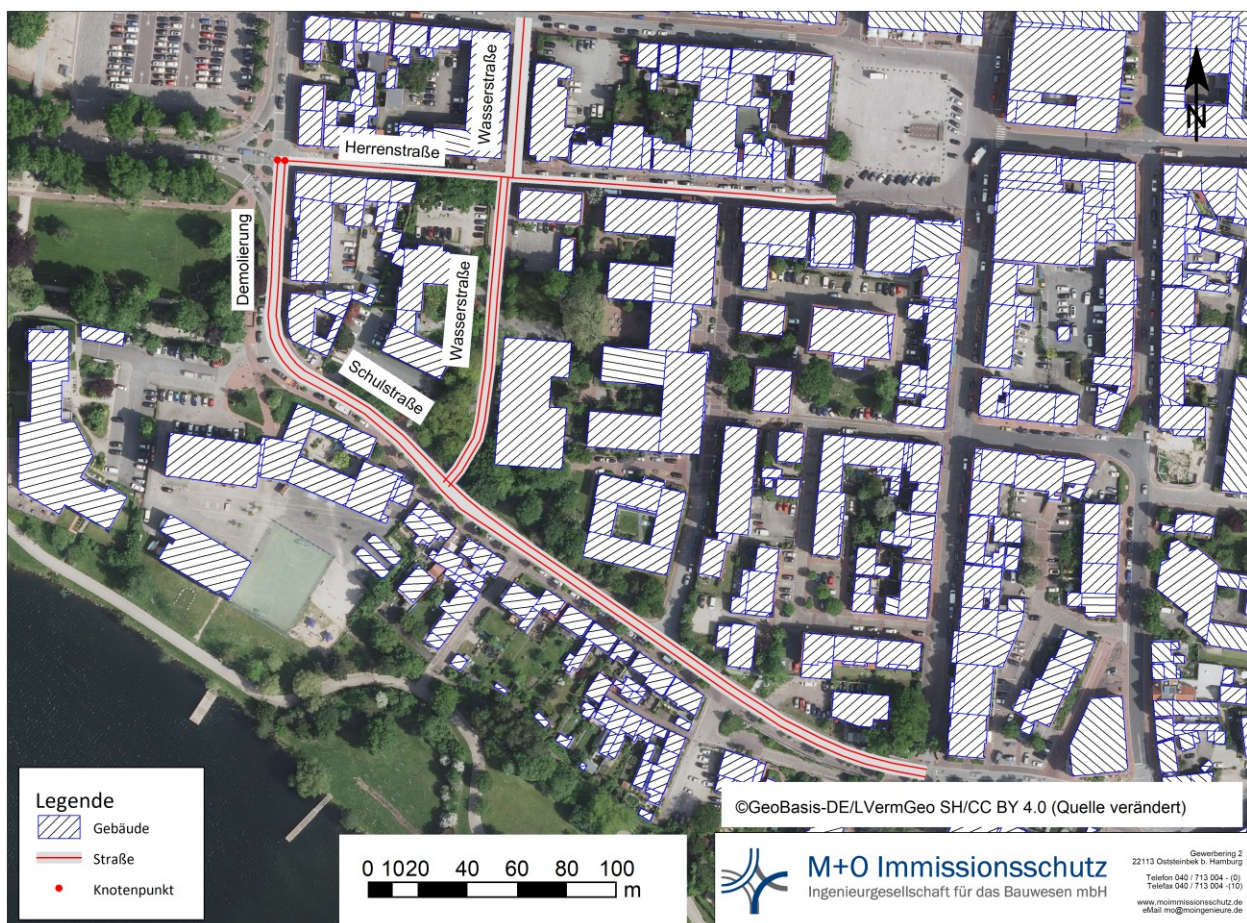 Wasserstraße
N
Herrenstraße
Demolierung
Wasserstraße
Schulstraße
©GeoBasis-DE/LVermGeo SH/CC BY 4.0 (Quelle verändert)
Legende
Gebäude
Straße
Knotenpunkt
0 10 20 40 60 80 100
m
M+O Immissionsschutz
Ingenieurgesellschaft für das Bauwesen mbH
Gewerbering 2
22113 Oststeinbek b. Hamburg
Telefon 040 / 713 004 - (0)
Telefax 040 / 713 004 -(10)
www.moimmissionsschutz.de
eMail mo@moingenieure.de